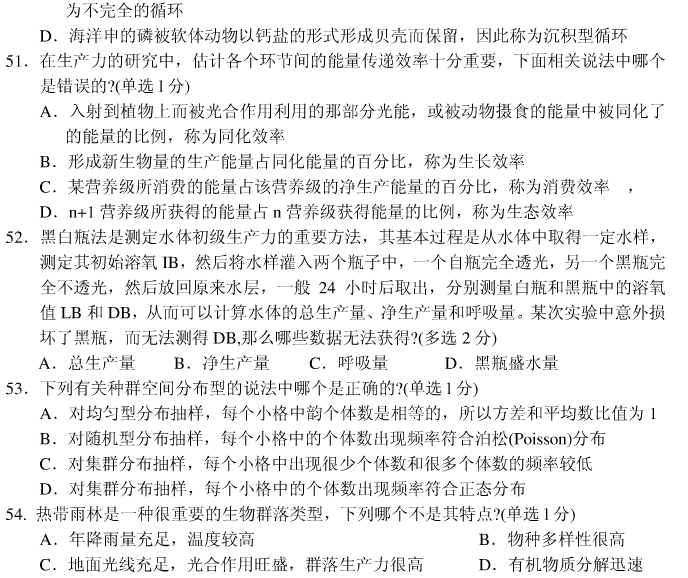 为不完全的循环
D．海洋中的磷被软体动物以钙盐的形式形成贝壳而保留，因此称为沉积型循环
51．在生产力的研究中，估计各个环节间的能量传递效率十分重要，下面相关说法中哪个
是错误的?(单选1分)
A．入射到植物上而被光合作用利用的那部分光能，或被动物摄食的能量中被同化了
的能量的比例，称为同化效率
B．形成新生物量的生产能量占同化能量的百分比，称为生长效率
C．某营养级所消费的能量占该营养级的净生产能量的百分比，称为消费效率 ，
D．n+1 营养级所获得的能量占 n 营养级获得能量的比例，称为生态效率
52．黑白瓶法是测定水体初级生产力的重要方法，其基本过程是从水体中取得一定水样，
测定其初始溶氧 IB，然后将水样灌入两个瓶子中，一个自瓶完全透光，另一个黑瓶完
全不透光，然后放回原来水层，一般 24 小时后取出，分别测量白瓶和黑瓶中的溶氧
值 LB 和 DB，从而可以计算水体的总生产量、净生产量和呼吸量。某次实验中意外损
坏了黑瓶，而无法测得 DB,那么哪些数据无法获得?(多选 2 分)
A．总生产量 B．净生产量 C．呼吸量 D．黑瓶盛水量
53．下列有关种群空间分布型的说法中哪个是正确的?(单选1分)
A．对均匀型分布抽样，每个小格中韵个体数是相等的，所以方差和平均数比值为 1
B．对随机型分布抽样，每个小格中的个体数出现频率符合泊松(Poisson)分布
C．对集群分布抽样，每个小格中出现很少个体数和很多个体数的频率较低
D．对集群分布抽样，每个小格中的个体数出现频率符合正态分布
54. 热带雨林是一种很重要的生物群落类型，下列哪个不是其特点?(单选1分)
A．年降雨量充足，温度较高 B．物种多样性很高
C．地面光线充足，光合作用旺盛，群落生产力很高 D．有机物质分解迅速